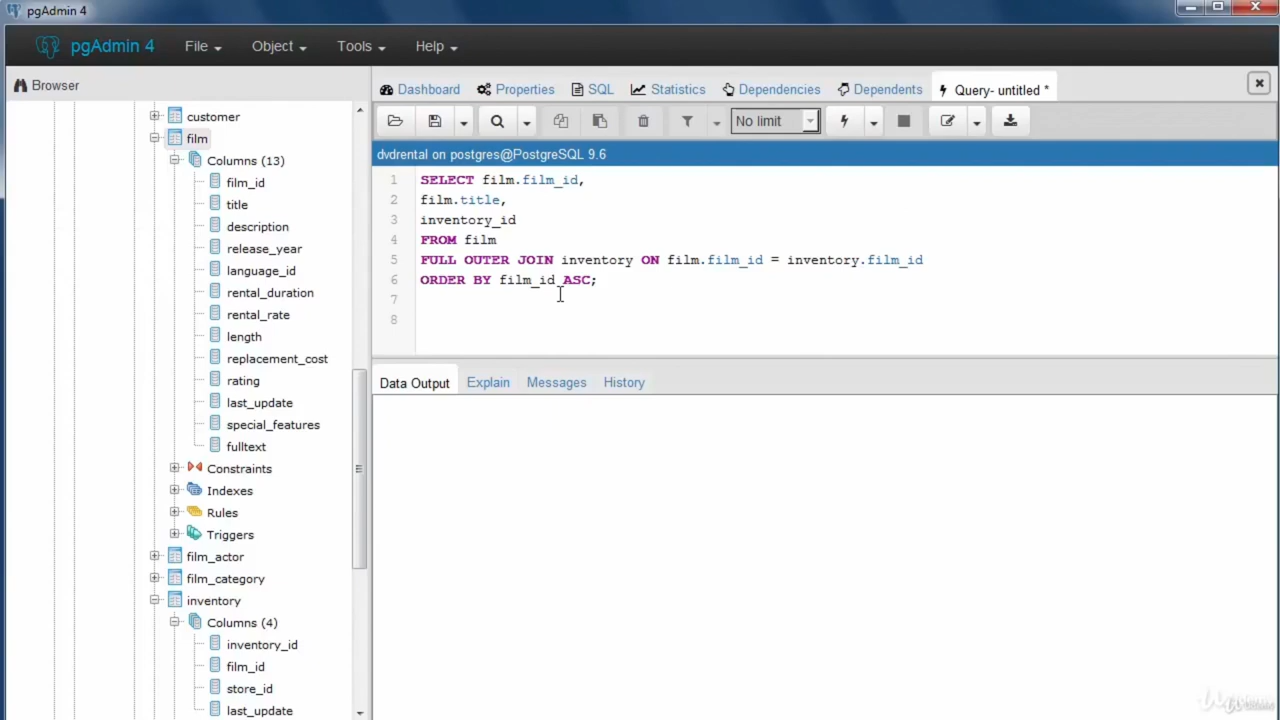 pgAdmin 4
pgAdmin 4 File Object Tools Help
Browser
Dashboard Properties SQL Statistics Dependencies Dependents Query- untitled *
No limit
dvdrental on postgres@PostgreSQL 9.6
customer
film
Columns (13)
film_id
title
description
release_year
language_id
rental_duration
rental_rate
length
replacement_cost
rating
last_update
special_features
fulltext
Constraints
Indexes
Rules
Triggers
film_actor
film_category
inventory
Columns (4)
inventory_id
film_id
store_id
last_update
1 SELECT film.film_id,
2 film.title,
3 inventory_id
4 FROM film
5 FULL OUTER JOIN inventory ON film.film_id = inventory.film_id
6 ORDER BY film_id ASC;
7
8
Data Output Explain Messages History